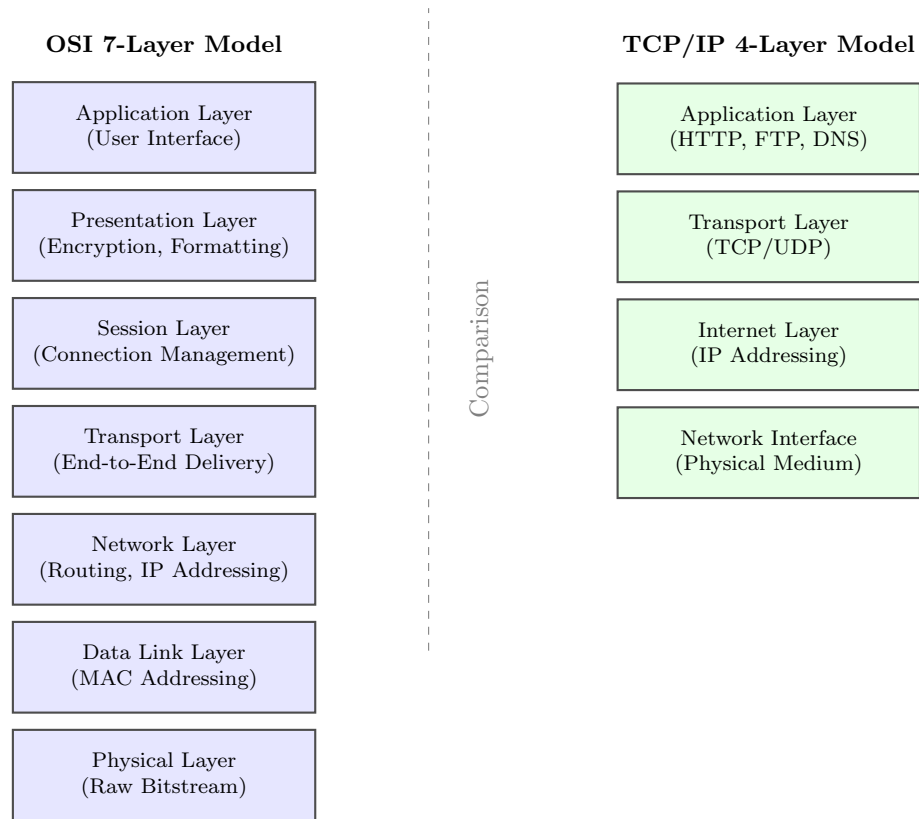 OSI 7-Layer Model
Application Layer
(User Interface)
Presentation Layer
(Encryption, Formatting)
Session Layer
(Connection Management)
Transport Layer
(End-to-End Delivery)
Network Layer
(Routing, IP Addressing)
Data Link Layer
(MAC Addressing)
Physical Layer
(Raw Bitstream)
Comparison
TCP/IP 4-Layer Model
Application Layer
(HTTP, FTP, DNS)
Transport Layer
(TCP/UDP)
Internet Layer
(IP Addressing)
Network Interface
(Physical Medium)